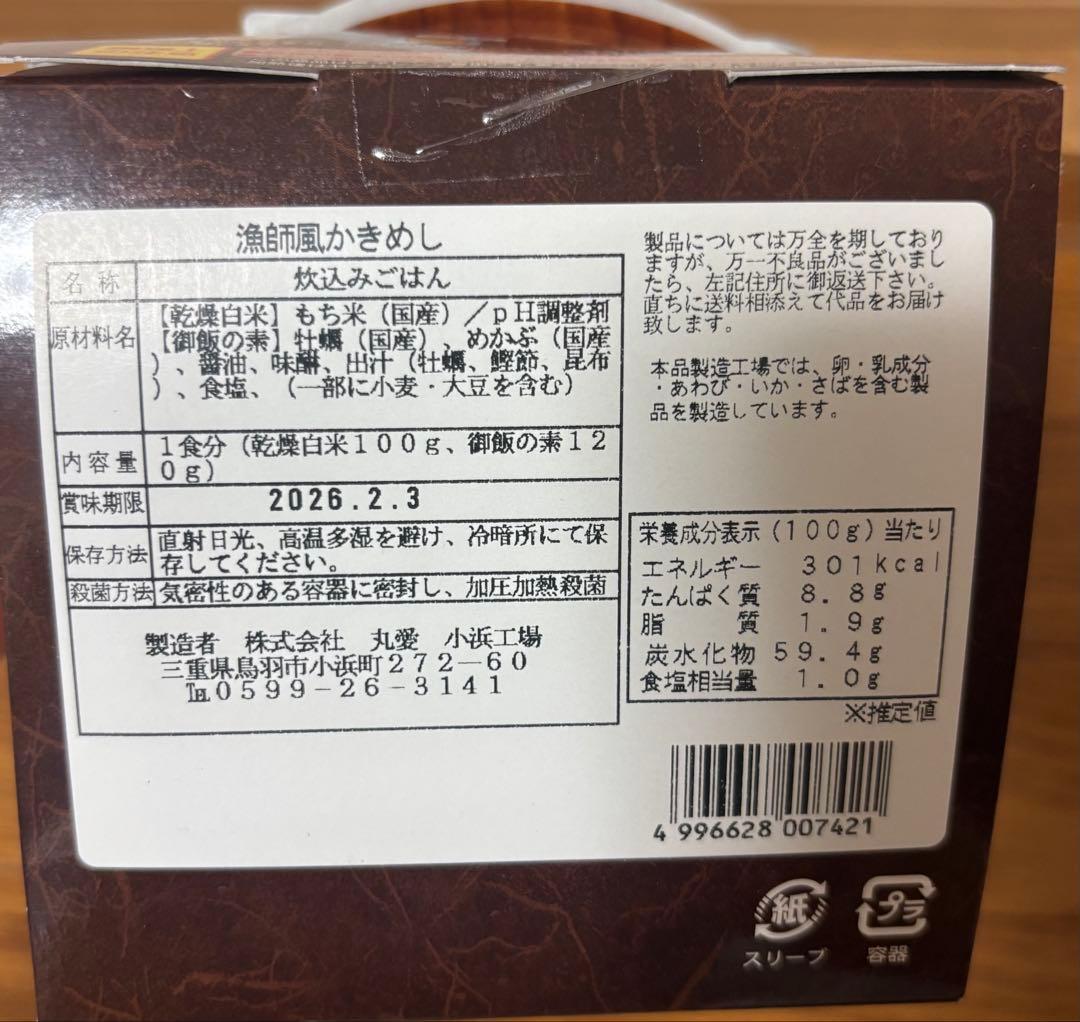 漁師風かきめし
名称 炊込みごはん
原材料名 【乾燥白米】もち米（国産）／ｐＨ調整剤
【御飯の素】牡蠣（国産）、めかぶ（国産
）、醤油、味醂、出汁（牡蠣、鰹節、昆布
）、食塩、（一部に小麦・大豆を含む）
内容量 １食分（乾燥白米１００ｇ、御飯の素１２
０ｇ）
賞味期限 2026.2.3
保存方法 直射日光、高温多湿を避け、冷暗所にて保
存してください。
殺菌方法 気密性のある容器に密封し、加圧加熱殺菌
製造者 株式会社 丸愛 小浜工場
三重県鳥羽市小浜町２７２－６０
℡０５９９－２６－３１４１
製品については万全を期しており
ますが、万一不良品がございまし
たら、左記住所に御返送下さい。
直ちに送料相添えて代品をお届け
致します。
本品製造工場では、卵・乳成分
・あわび・いか・さばを含む製
品を製造しています。
栄養成分表示（100g）当たり
エネルギー ３０１kcal
たんぱく質 ８．８g
脂質 １．９g
炭水化物 ５９．４g
食塩相当量 １．０g
※推定値
4 996628 007421
紙 プラ
スリーブ 容器